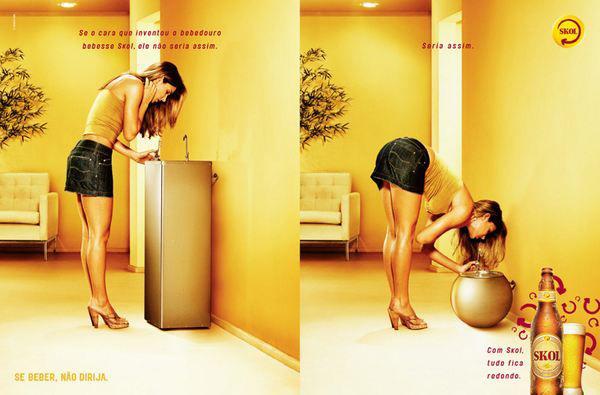 Se o cara que inventou o bebedouro
bebesse Skol, ele não seria assim.
Seria assim.
SKOL
Com Skol,
tudo fica
redondo.
SKOL
SE BEBER, NÃO DIRIJA.